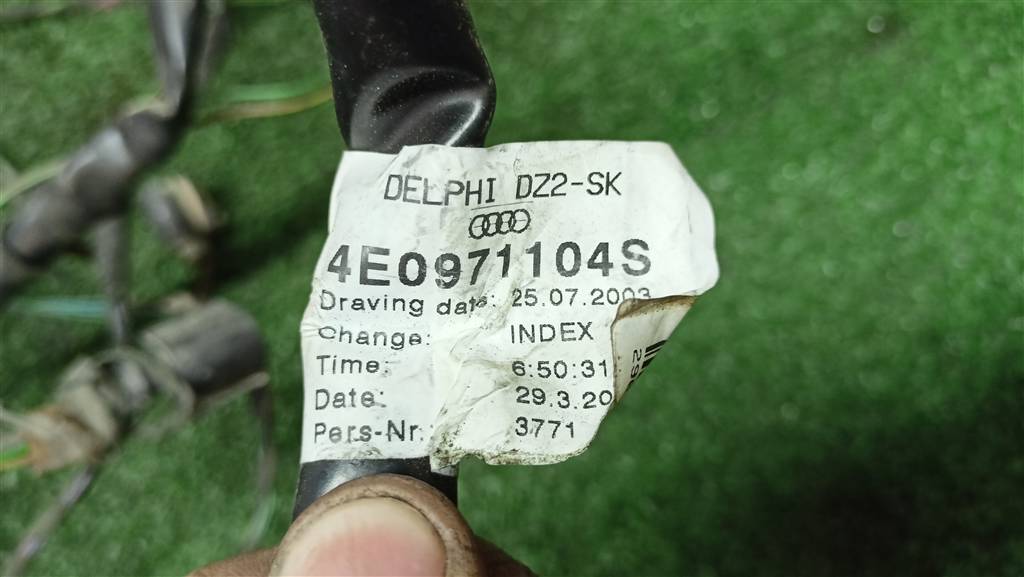 DELPHI DZ2-SK
4E0971104S
Draving date: 25.07.2003
Change: INDEX
Time: 6:50:31
Date: 29.3.20
Pers-Nr: 3771